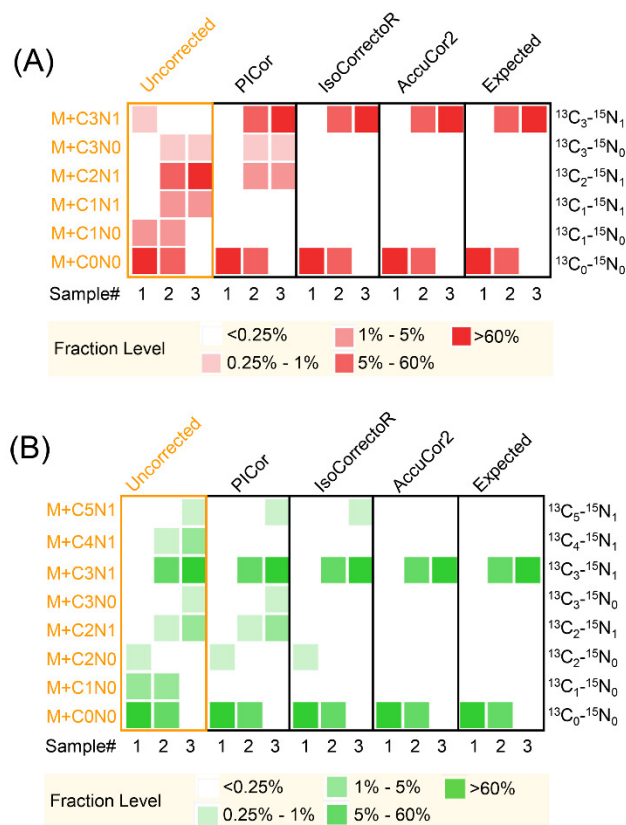 (A)
Uncorrected PICor IsoCorrectoR AccuCor2 Expected
M+C3N1 ¹³C₃-¹⁵N₁
M+C3N0 ¹³C₃-¹⁵N₀
M+C2N1 ¹³C₂-¹⁵N₁
M+C1N1 ¹³C₁-¹⁵N₁
M+C1N0 ¹³C₁-¹⁵N₀
M+C0N0 ¹³C₀-¹⁵N₀
Sample# 1 2 3 1 2 3 1 2 3 1 2 3 1 2 3
Fraction Level
<0.25% 1% - 5% >60%
0.25% - 1% 5% - 60%
(B)
Uncorrected PICor IsoCorrectoR AccuCor2 Expected
M+C5N1 ¹³C₅-¹⁵N₁
M+C4N1 ¹³C₄-¹⁵N₁
M+C3N1 ¹³C₃-¹⁵N₁
M+C3N0 ¹³C₃-¹⁵N₀
M+C2N1 ¹³C₂-¹⁵N₁
M+C2N0 ¹³C₂-¹⁵N₀
M+C1N0 ¹³C₁-¹⁵N₀
M+C0N0 ¹³C₀-¹⁵N₀
Sample# 1 2 3 1 2 3 1 2 3 1 2 3 1 2 3
Fraction Level
<0.25% 1% - 5% >60%
0.25% - 1% 5% - 60%